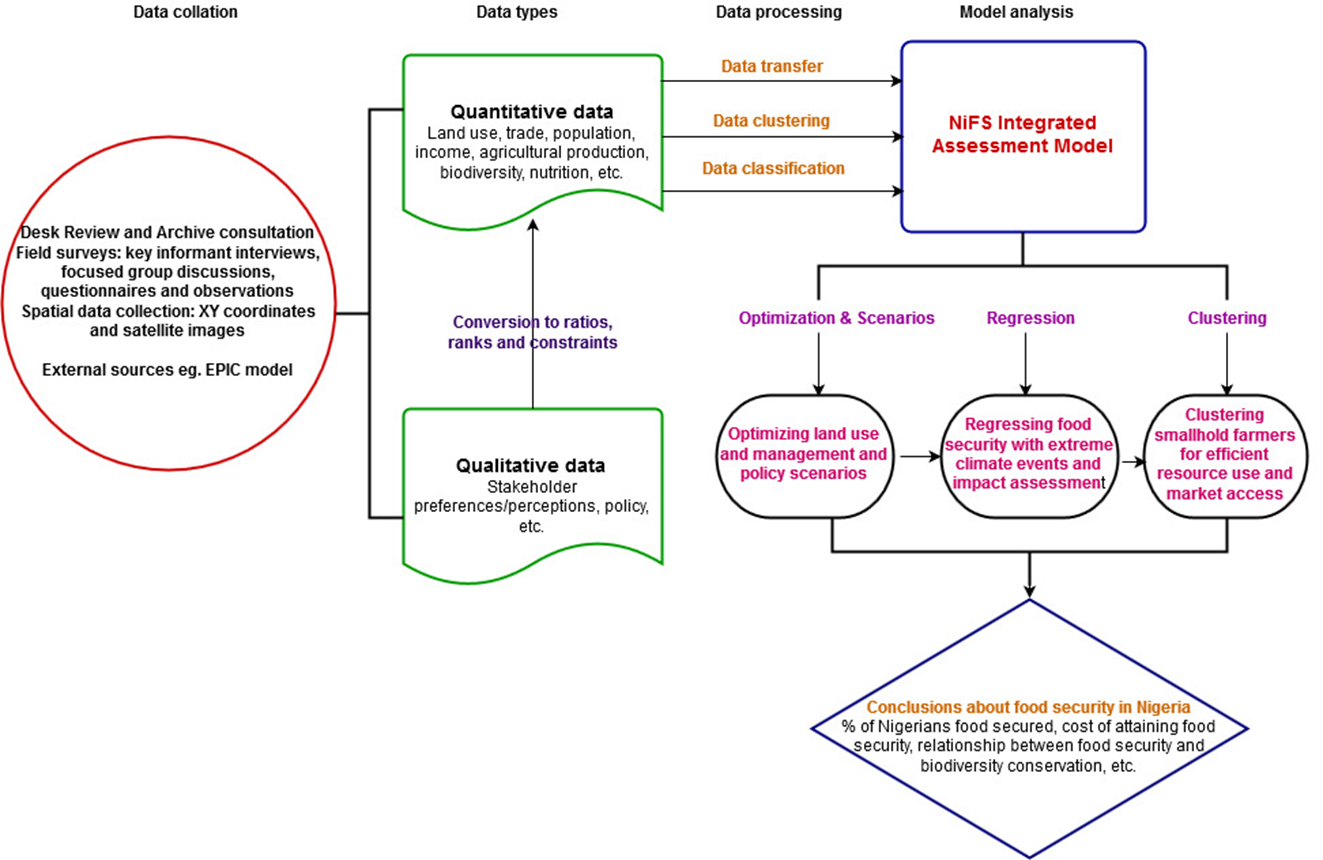 Data collation
Data types
Data processing
Model analysis
Desk Review and Archive consultation
Field surveys: key informant interviews,
focused group discussions,
questionnaires and observations
Spatial data collection: XY coordinates
and satellite images
External sources eg. EPIC model
Quantitative data
Land use, trade, population,
income, agricultural production,
biodiversity, nutrition, etc.
Conversion to ratios,
ranks and constraints
Qualitative data
Stakeholder
preferences/perceptions, policy,
etc.
Data transfer
Data clustering
Data classification
NiFS Integrated
Assessment Model
Optimization & Scenarios
Regression
Clustering
Optimizing land use
and management and
policy scenarios
Regressing food
security with extreme
climate events and
impact assessment
Clustering
smallhold farmers
for efficient
resource use and
market access
Conclusions about food security in Nigeria
% of Nigerians food secured, cost of attaining food
security, relationship between food security and
biodiversity conservation, etc.